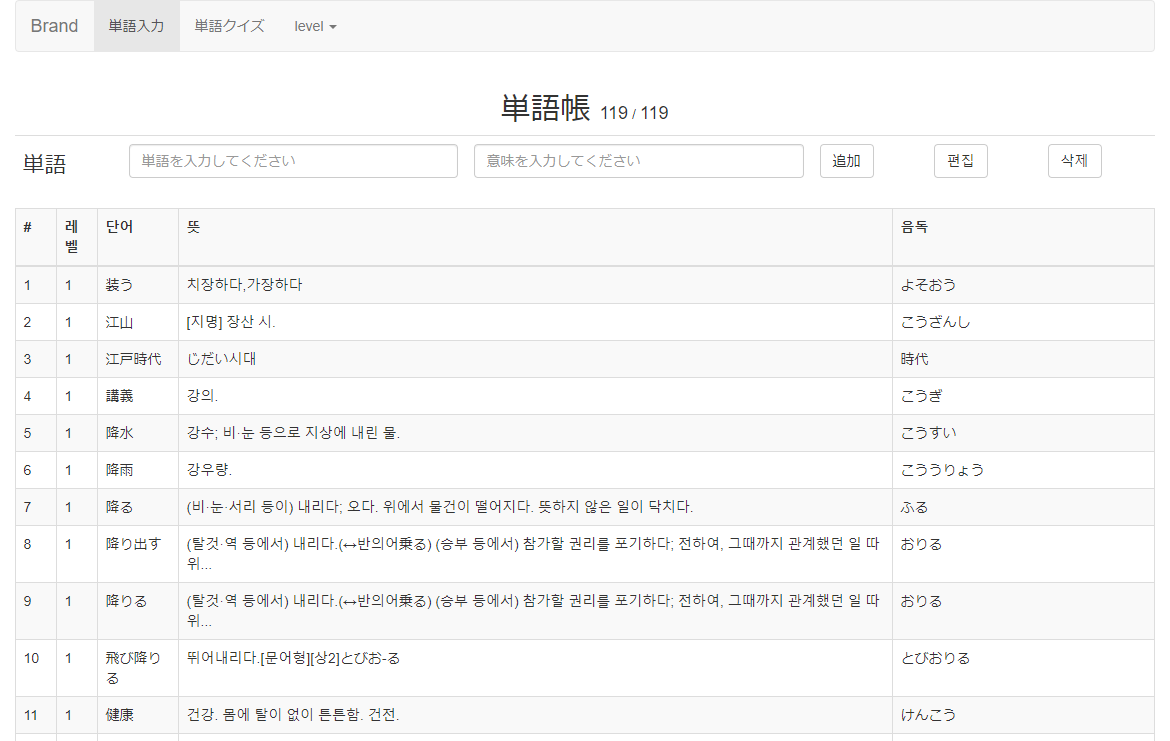 Brand 単語入力 単語クイズ level
単語帳 119 / 119
単語 単語を入力してください 意味を入力してください 追加 편집 삭제
# 레벨 단어 뜻 음독
1 1 装う 치장하다,가장하다 よそおう
2 1 江山 [지명] 장산 시. こうざんし
3 1 江戸時代 じだい시대 時代
4 1 講義 강의. こうぎ
5 1 降水 강수; 비·눈 등으로 지상에 내린 물. こうすい
6 1 降雨 강우량. こううりょう
7 1 降る (비·눈·서리 등이) 내리다; 오다. 위에서 물건이 떨어지다. 뜻하지 않은 일이 닥치다. ふる
8 1 降り出す (탈것·역 등에서) 내리다.(↔반의어乗る) (승부 등에서) 참가할 권리를 포기하다; 전하여, 그때까지 관계했던 일 따위... おりる
9 1 降りる (탈것·역 등에서) 내리다.(↔반의어乗る) (승부 등에서) 참가할 권리를 포기하다; 전하여, 그때까지 관계했던 일 따위... おりる
10 1 飛び降りる 뛰어내리다.[문어형][상2]とびお-る とびおりる
11 1 健康 건강. 몸에 탈이 없이 튼튼함. 건전. けんこう